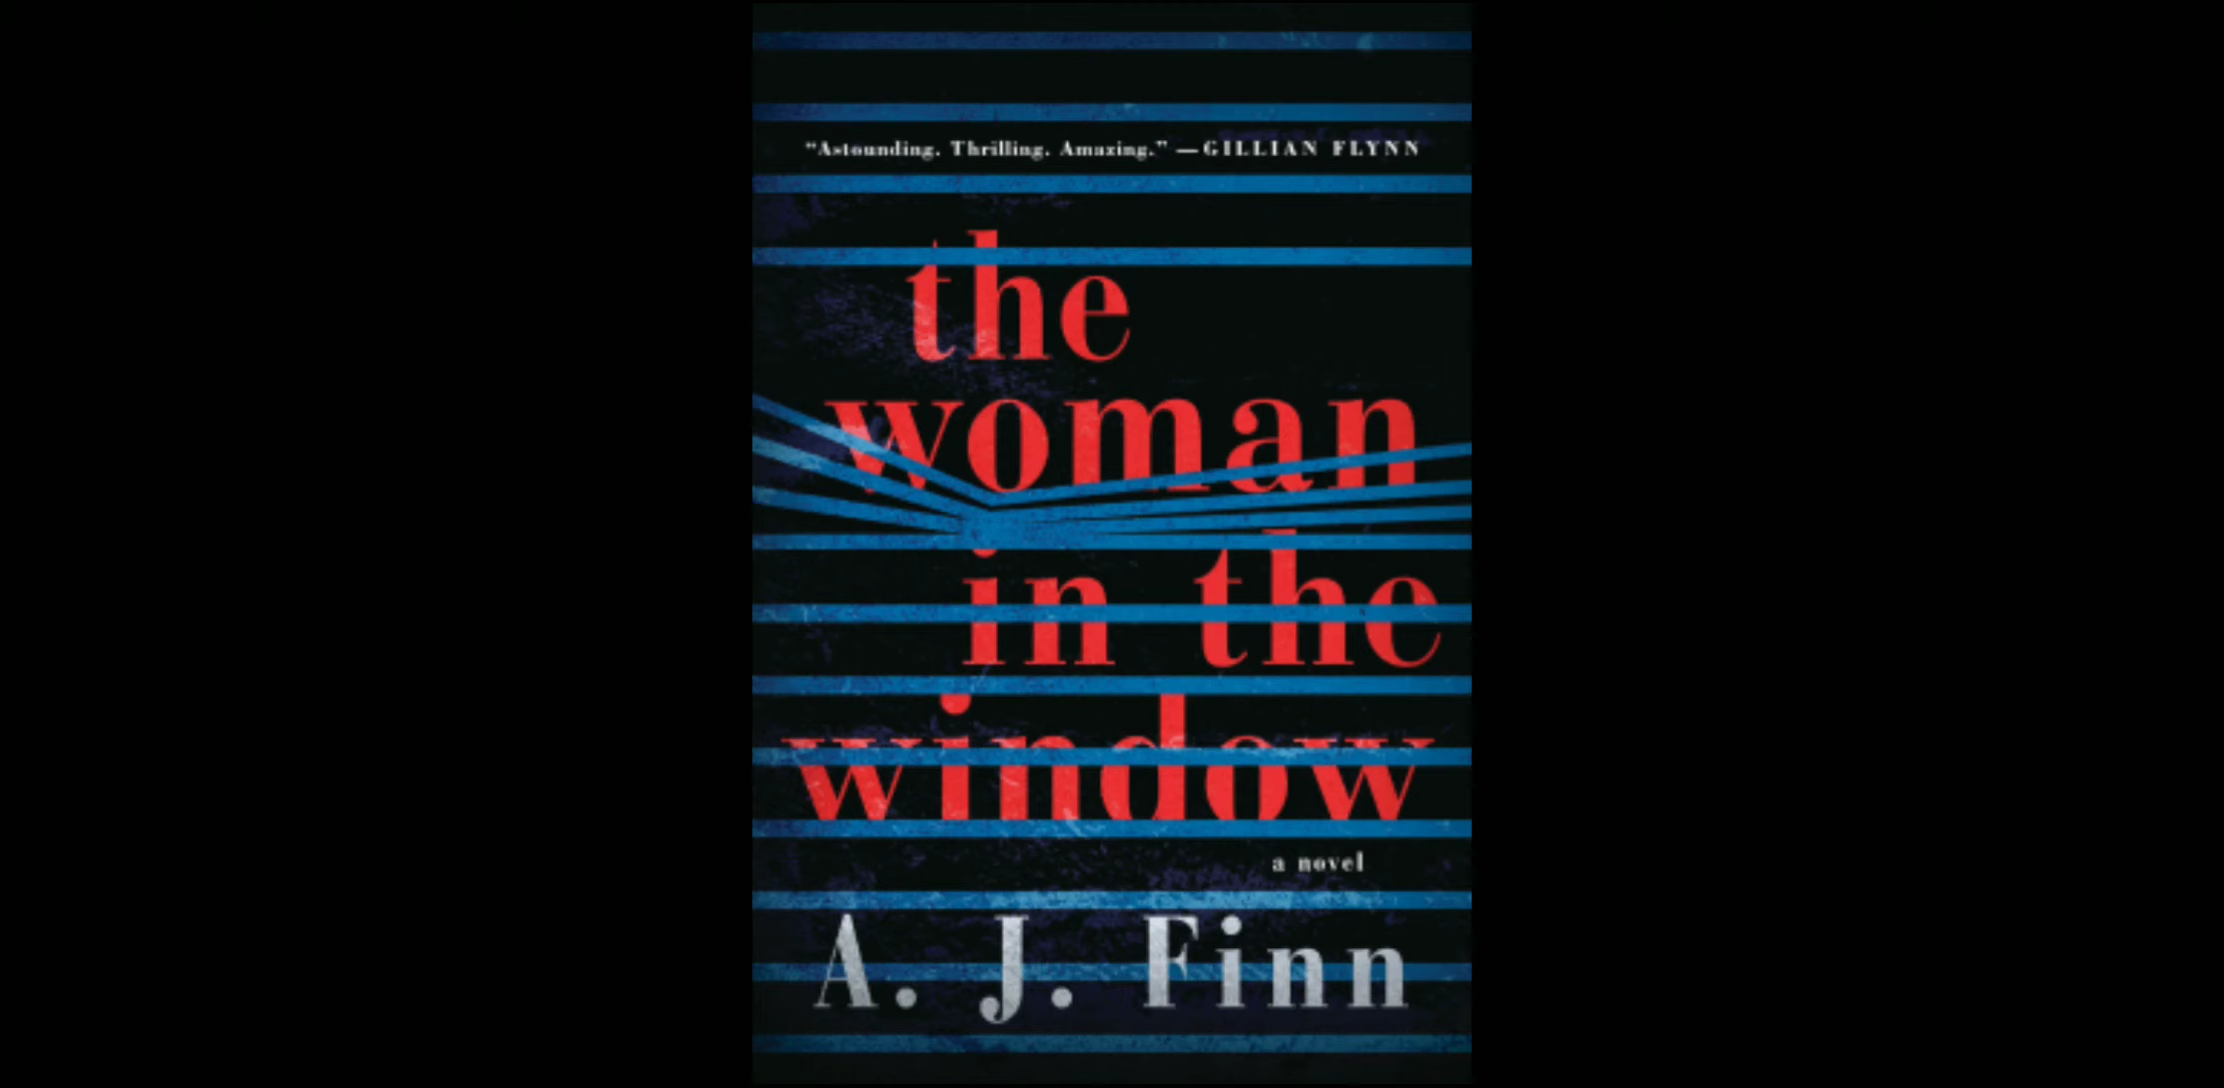 “Astounding. Thrilling. Amazing.” —GILLIAN FLYNN
the
woman
in the
window
a novel
A. J. Finn